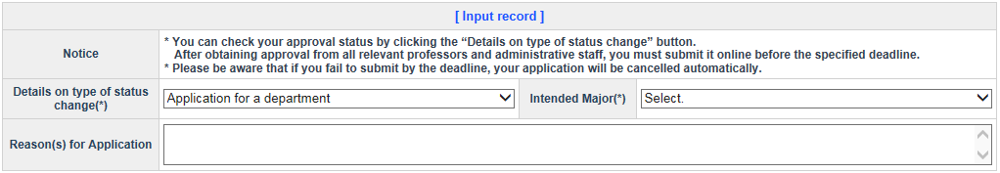 [ Input record ]
Notice
* You can check your approval status by clicking the “Details on type of status change” button.
After obtaining approval from all relevant professors and administrative staff, you must submit it online before the specified deadline.
* Please be aware that if you fail to submit by the deadline, your application will be cancelled automatically.
Details on type of status
change(*)
Application for a department
Intended Major(*)
Select.
Reason(s) for Application